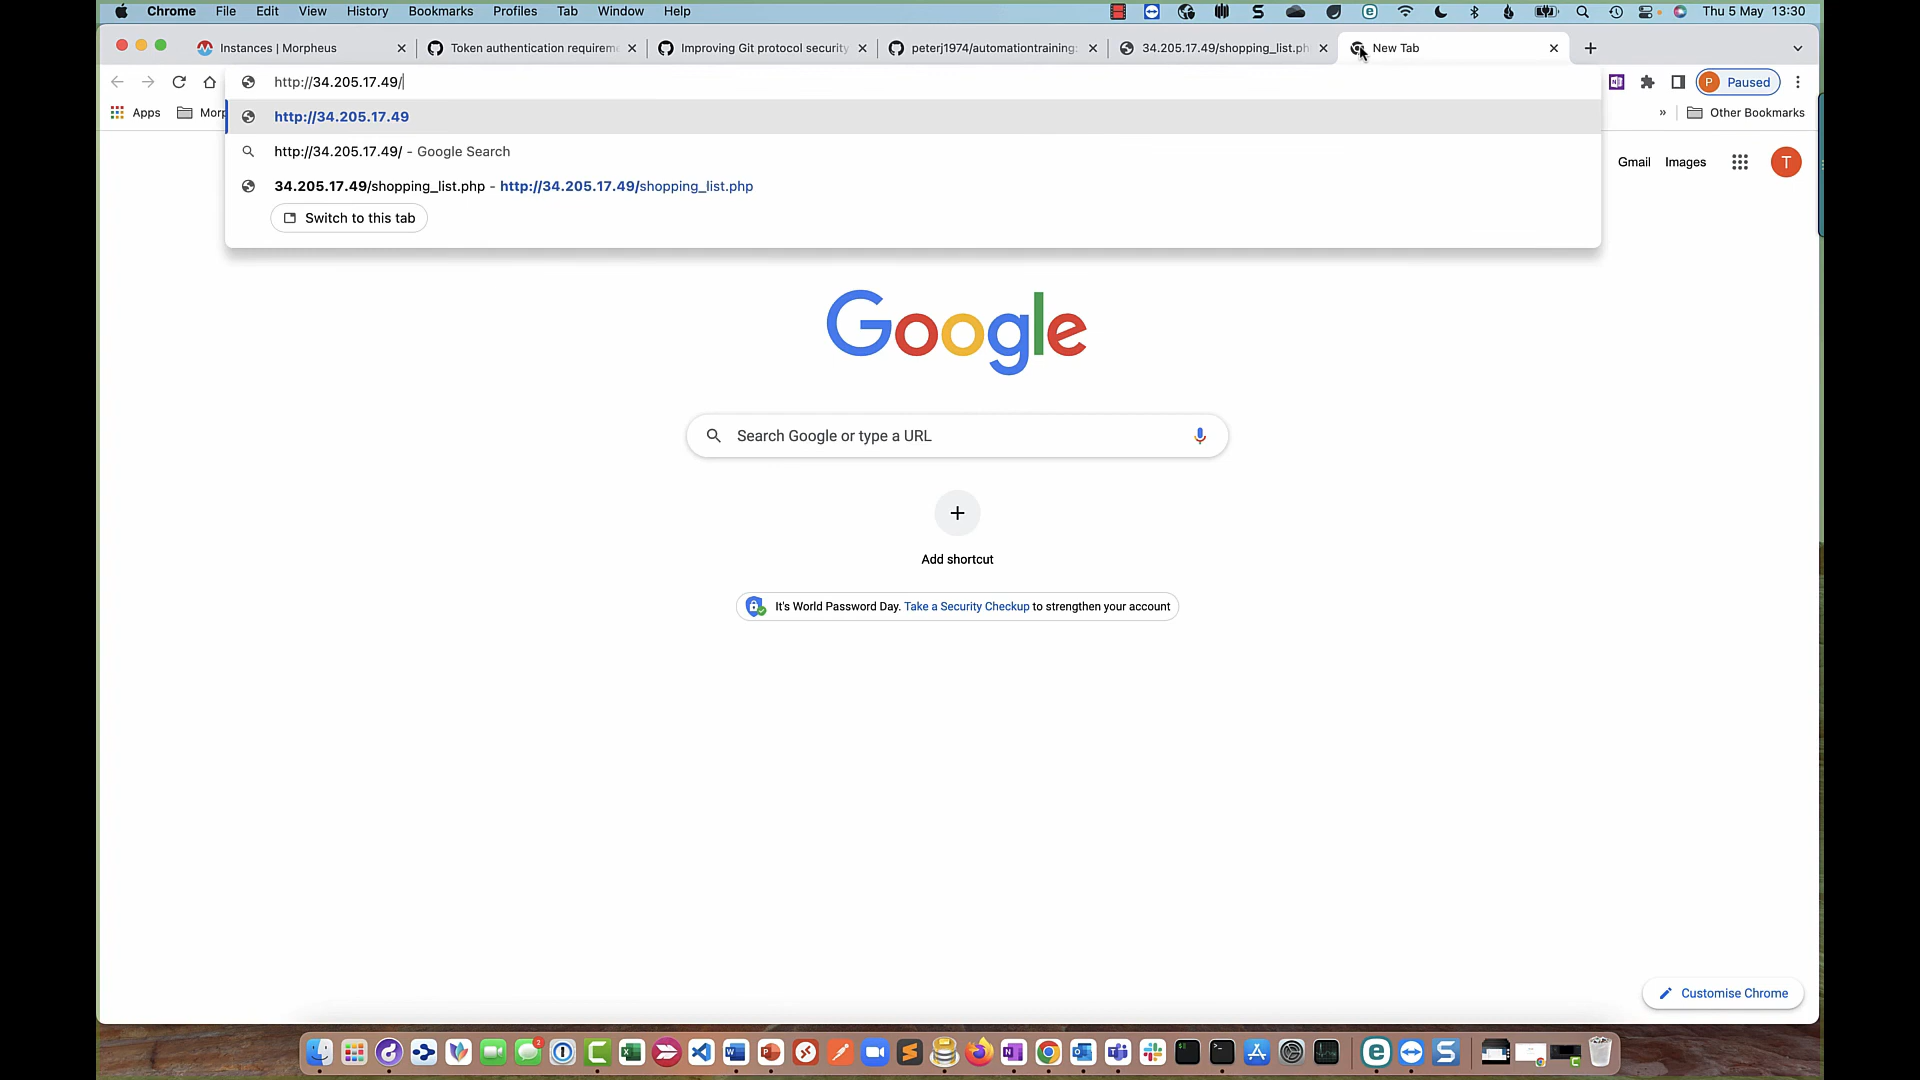 Chrome File Edit View History Bookmarks Profiles Tab Window Help Thu 5 May 13:30
Instances | Morpheus Token authentication requirem Improving Git protocol security peterj1974/automationtraining: 34.205.17.49/shopping_list.ph New Tab
http://34.205.17.49/ Paused
Apps Morp Other Bookmarks
http://34.205.17.49
http://34.205.17.49/ - Google Search
34.205.17.49/shopping_list.php - http://34.205.17.49/shopping_list.php
Switch to this tab
Gmail Images T
Google
Search Google or type a URL
Add shortcut
It's World Password Day. Take a Security Checkup to strengthen your account
Customise Chrome